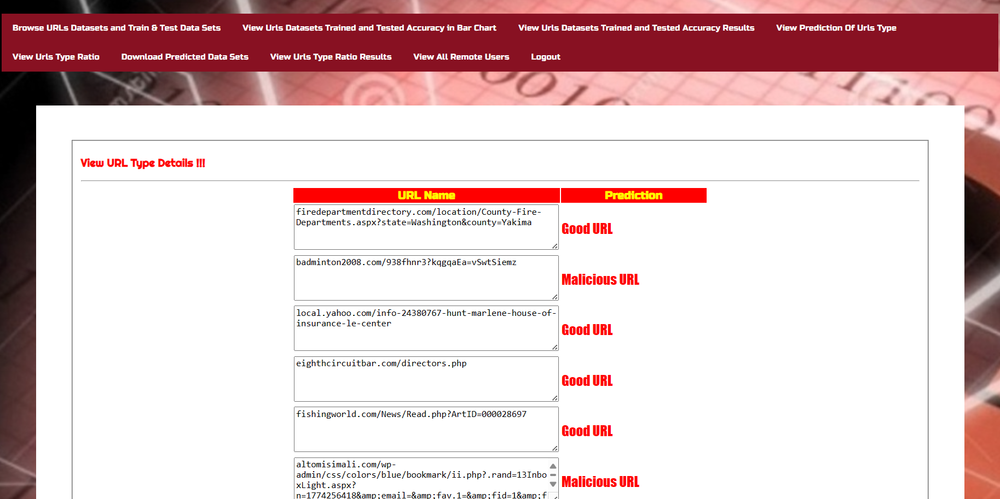 Browse URLs Datasets and Train & Test Data Sets View Urls Datasets Trained and Tested Accuracy in Bar Chart View Urls Datasets Trained and Tested Accuracy Results View Prediction Of Urls Type
View Urls Type Ratio Download Predicted Data Sets View Urls Type Ratio Results View All Remote Users Logout
View URL Type Details !!!
URL Name Prediction
firedepartmentdirectory.com/location/County-Fire-
Departments.aspx?state=Washington&county=Yakima
Good URL
badminton2008.com/938fhnr3?kqgqaEa=vSwtSiemz
Malicious URL
local.yahoo.com/info-24380767-hunt-marlene-house-of-
insurance-le-center
Good URL
eighthcircuitbar.com/directors.php
Good URL
fishingworld.com/News/Read.php?ArtID=000028697
Good URL
altomisimali.com/wp-
admin/css/colors/blue/bookmark/ii.php?.rand=13Inbo
xLight.aspx?
n=1774256418&amp;email=&amp;fav.1=&amp;fid=1&amp;f
Malicious URL